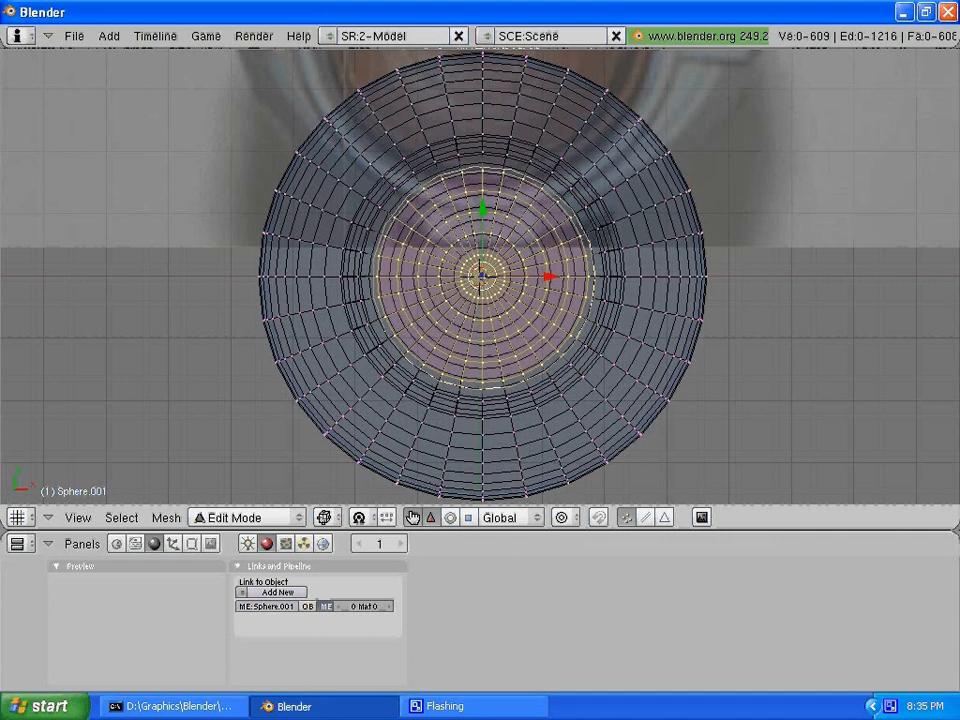 Blender
File Add Timeline Game Render Help SR:2-Model SCE:Scene www.blender.org 249.2 Ve:0-609 | Ed:0-1216 | Fa:0-608
(1) Sphere.001
View Select Mesh Edit Mode Global
Panels 1
Preview Links and Pipeline
Link to Object
Add New
ME:Sphere.001 OB ME 0 Mat 0
start D:\Graphics\Blender\... Blender Flashing 8:35 PM